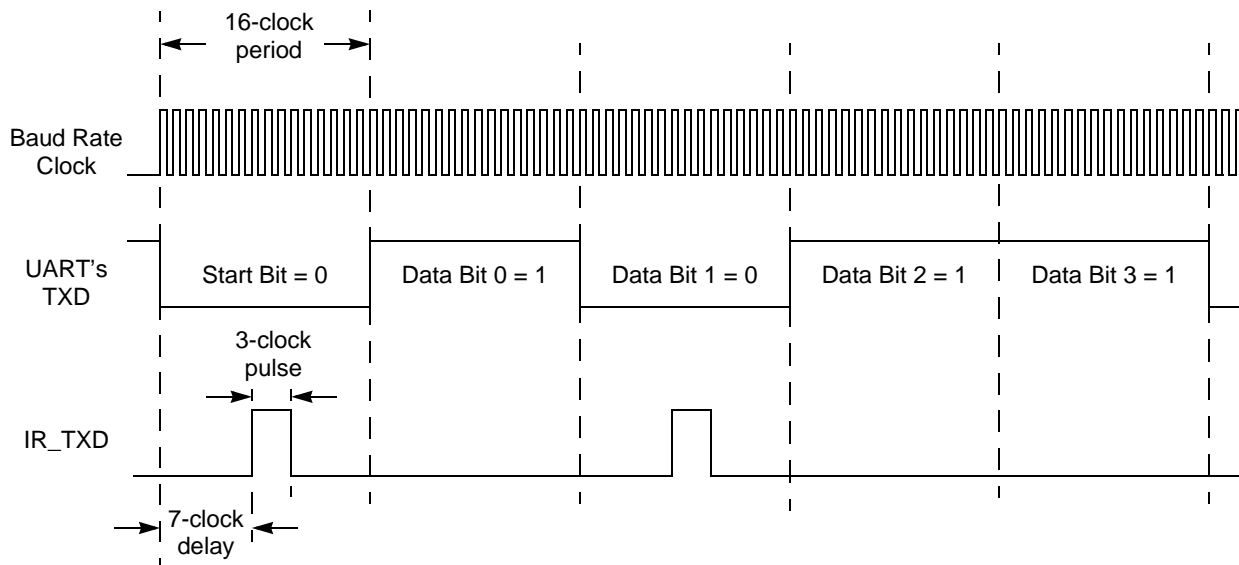 16-clock
period
Baud Rate
Clock
UART's
TXD
Start Bit = 0
Data Bit 0 = 1
Data Bit 1 = 0
Data Bit 2 = 1
Data Bit 3 = 1
3-clock
pulse
IR_TXD
7-clock
delay